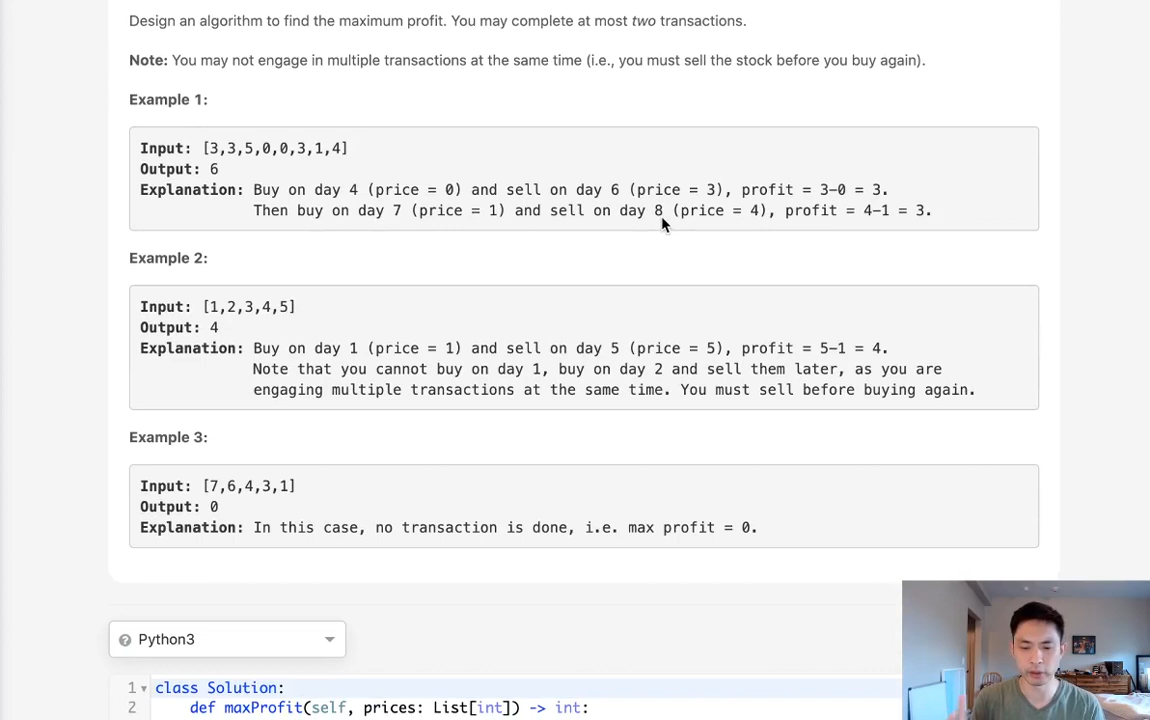 Design an algorithm to find the maximum profit. You may complete at most two transactions.
Note: You may not engage in multiple transactions at the same time (i.e., you must sell the stock before you buy again).
Example 1:
Input: [3,3,5,0,0,3,1,4]
Output: 6
Explanation: Buy on day 4 (price = 0) and sell on day 6 (price = 3), profit = 3-0 = 3.
Then buy on day 7 (price = 1) and sell on day 8 (price = 4), profit = 4-1 = 3.
Example 2:
Input: [1,2,3,4,5]
Output: 4
Explanation: Buy on day 1 (price = 1) and sell on day 5 (price = 5), profit = 5-1 = 4.
Note that you cannot buy on day 1, buy on day 2 and sell them later, as you are
engaging multiple transactions at the same time. You must sell before buying again.
Example 3:
Input: [7,6,4,3,1]
Output: 0
Explanation: In this case, no transaction is done, i.e. max profit = 0.
? Python3
1 class Solution:
2 def maxProfit(self, prices: List[int]) -> int: